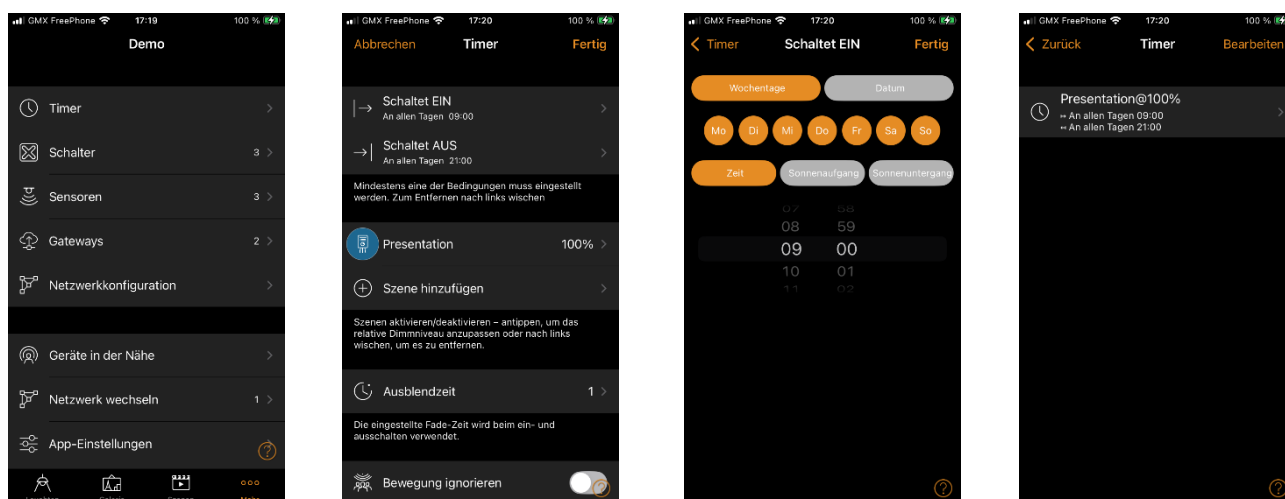 GMX FreePhone 17:19 100 %
Demo
Timer
Schalter 3
Sensoren 3
Gateways 2
Netzwerkkonfiguration
Geräte in der Nähe
Netzwerk wechseln 1
App-Einstellungen
?
Mehr
GMX FreePhone 17:20 100 %
Abbrechen Timer Fertig
Schaltet EIN
An allen Tagen 09:00
Schaltet AUS
An allen Tagen 21:00
Mindestens eine der Bedingungen muss eingestellt
werden. Zum Entfernen nach links wischen
Presentation 100%
Szene hinzufügen
Szenen aktivieren/deaktivieren – antippen, um das
relative Dimmniveau anzupassen oder nach links
wischen, um es zu entfernen.
Ausblendzeit 1
Die eingestellte Fade-Zeit wird beim ein- und
ausschalten verwendet.
Bewegung ignorieren
?
GMX FreePhone 17:20 100 %
Timer Schaltet EIN Fertig
Wochentage Datum
Mo Di Mi Do Fr Sa So
Zeit Sonnenaufgang Sonnenuntergang
07 58
08 59
09 00
10 01
11 02
?
GMX FreePhone 17:20 100 %
Zurück Timer Bearbeiten
Presentation@100%
An allen Tagen 09:00
An allen Tagen 21:00
?